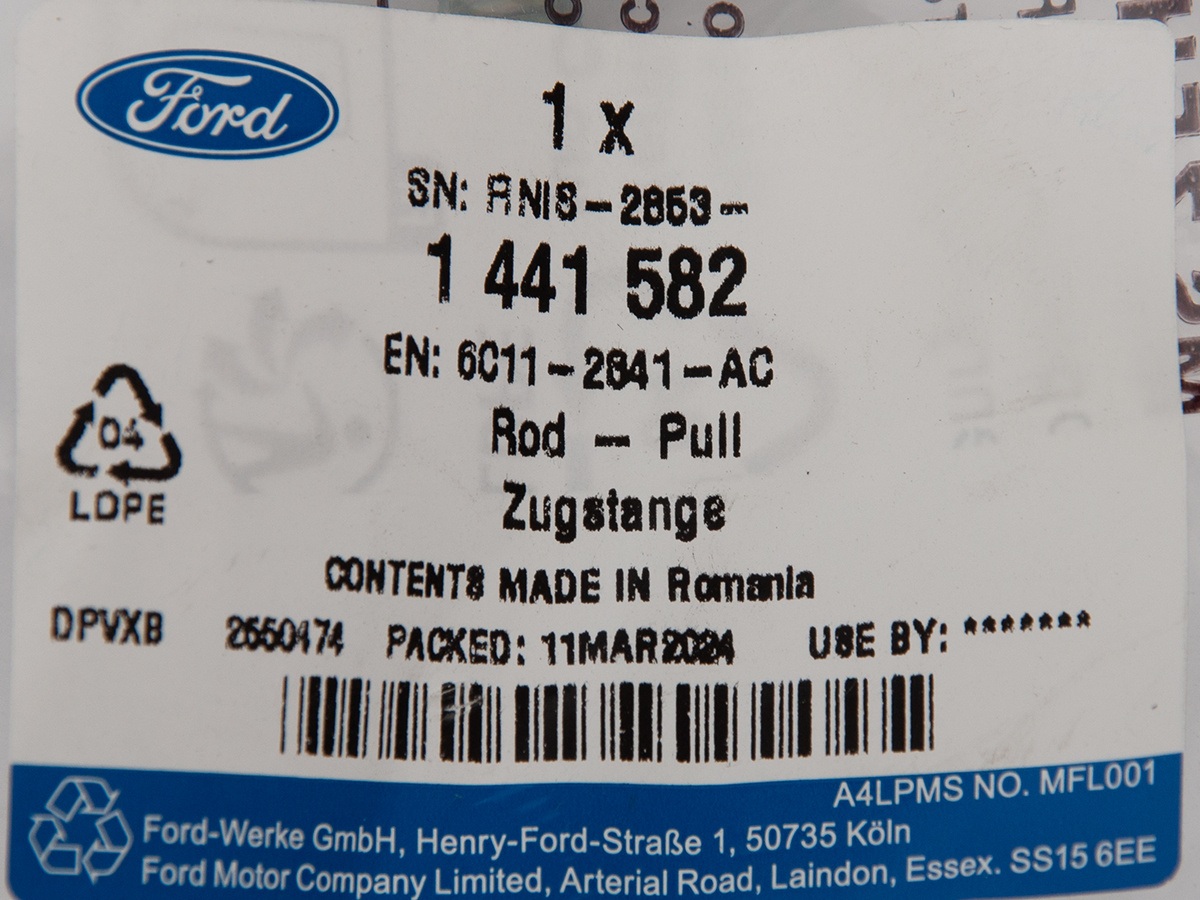 Ford
1 x
SN: RNIS-2853-
1 441 582
EN: 6C11-2841-AC
Rod - Pull
Zugstange
04
LDPE
CONTENTS MADE IN Romania
DPVXB 2550474 PACKED: 11MAR2024 USE BY: *******
A4LPMS NO. MFL001
Ford-Werke GmbH, Henry-Ford-Straße 1, 50735 Köln
Ford Motor Company Limited, Arterial Road, Laindon, Essex. SS15 6EE